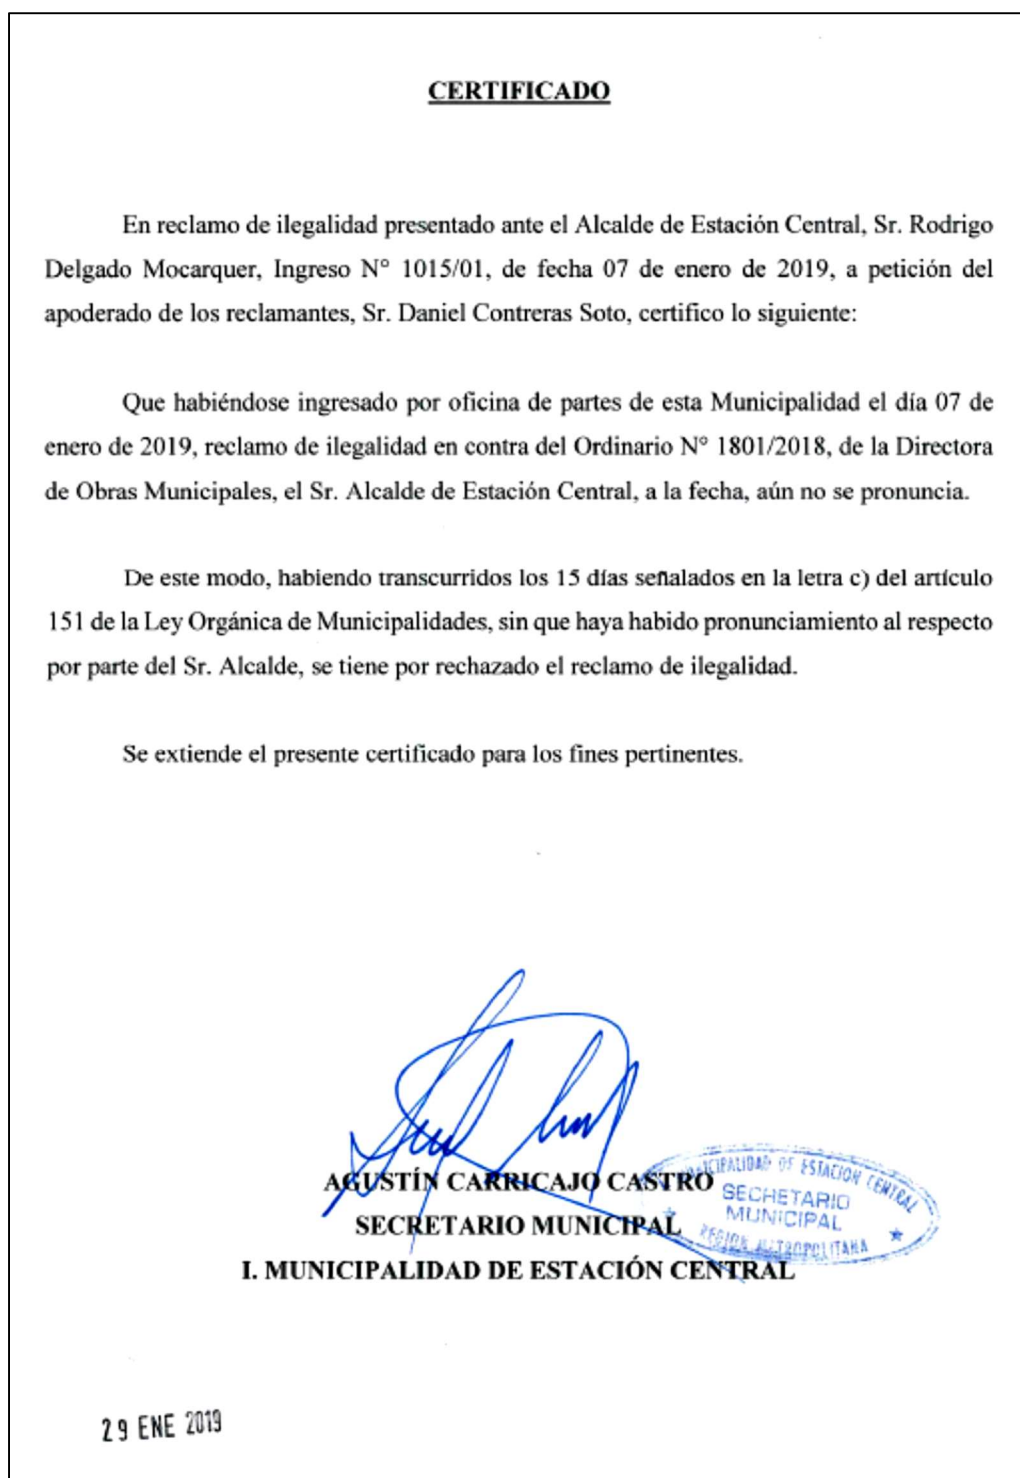 CERTIFICADO
En reclamo de ilegalidad presentado ante el Alcalde de Estación Central, Sr. Rodrigo
Delgado Mocarquer, Ingreso N° 1015/01, de fecha 07 de enero de 2019, a petición del
apoderado de los reclamantes, Sr. Daniel Contreras Soto, certifico lo siguiente:
Que habiéndose ingresado por oficina de partes de esta Municipalidad el día 07 de
enero de 2019, reclamo de ilegalidad en contra del Ordinario N° 1801/2018, de la Directora
de Obras Municipales, el Sr. Alcalde de Estación Central, a la fecha, aún no se pronuncia.
De este modo, habiendo transcurridos los 15 días señalados en la letra c) del artículo
151 de la Ley Orgánica de Municipalidades, sin que haya habido pronunciamiento al respecto
por parte del Sr. Alcalde, se tiene por rechazado el reclamo de ilegalidad.
Se extiende el presente certificado para los fines pertinentes.
AGUSTÍN CARRICAJO CASTRO
SECRETARIO MUNICIPAL
I. MUNICIPALIDAD DE ESTACIÓN CENTRAL
DE ESTACION CENTRAL
SECRETARIO
MUNICIPAL
REGION METROPOLITANA
29 ENE 2019